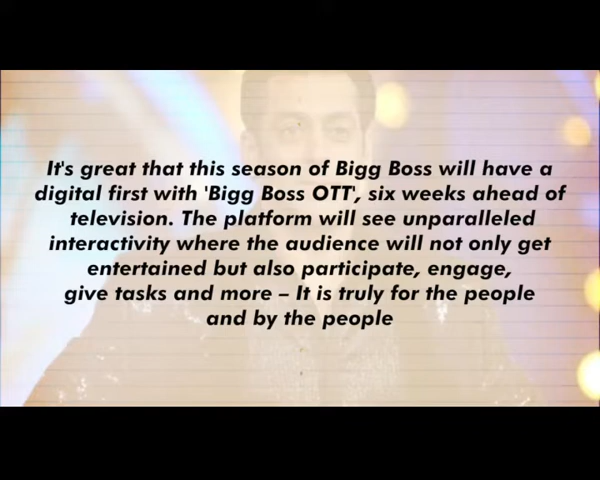 It's great that this season of Bigg Boss will have a
digital first with 'Bigg Boss OTT', six weeks ahead of
television. The platform will see unparalleled
interactivity where the audience will not only get
entertained but also participate, engage,
give tasks and more – It is truly for the people
and by the people